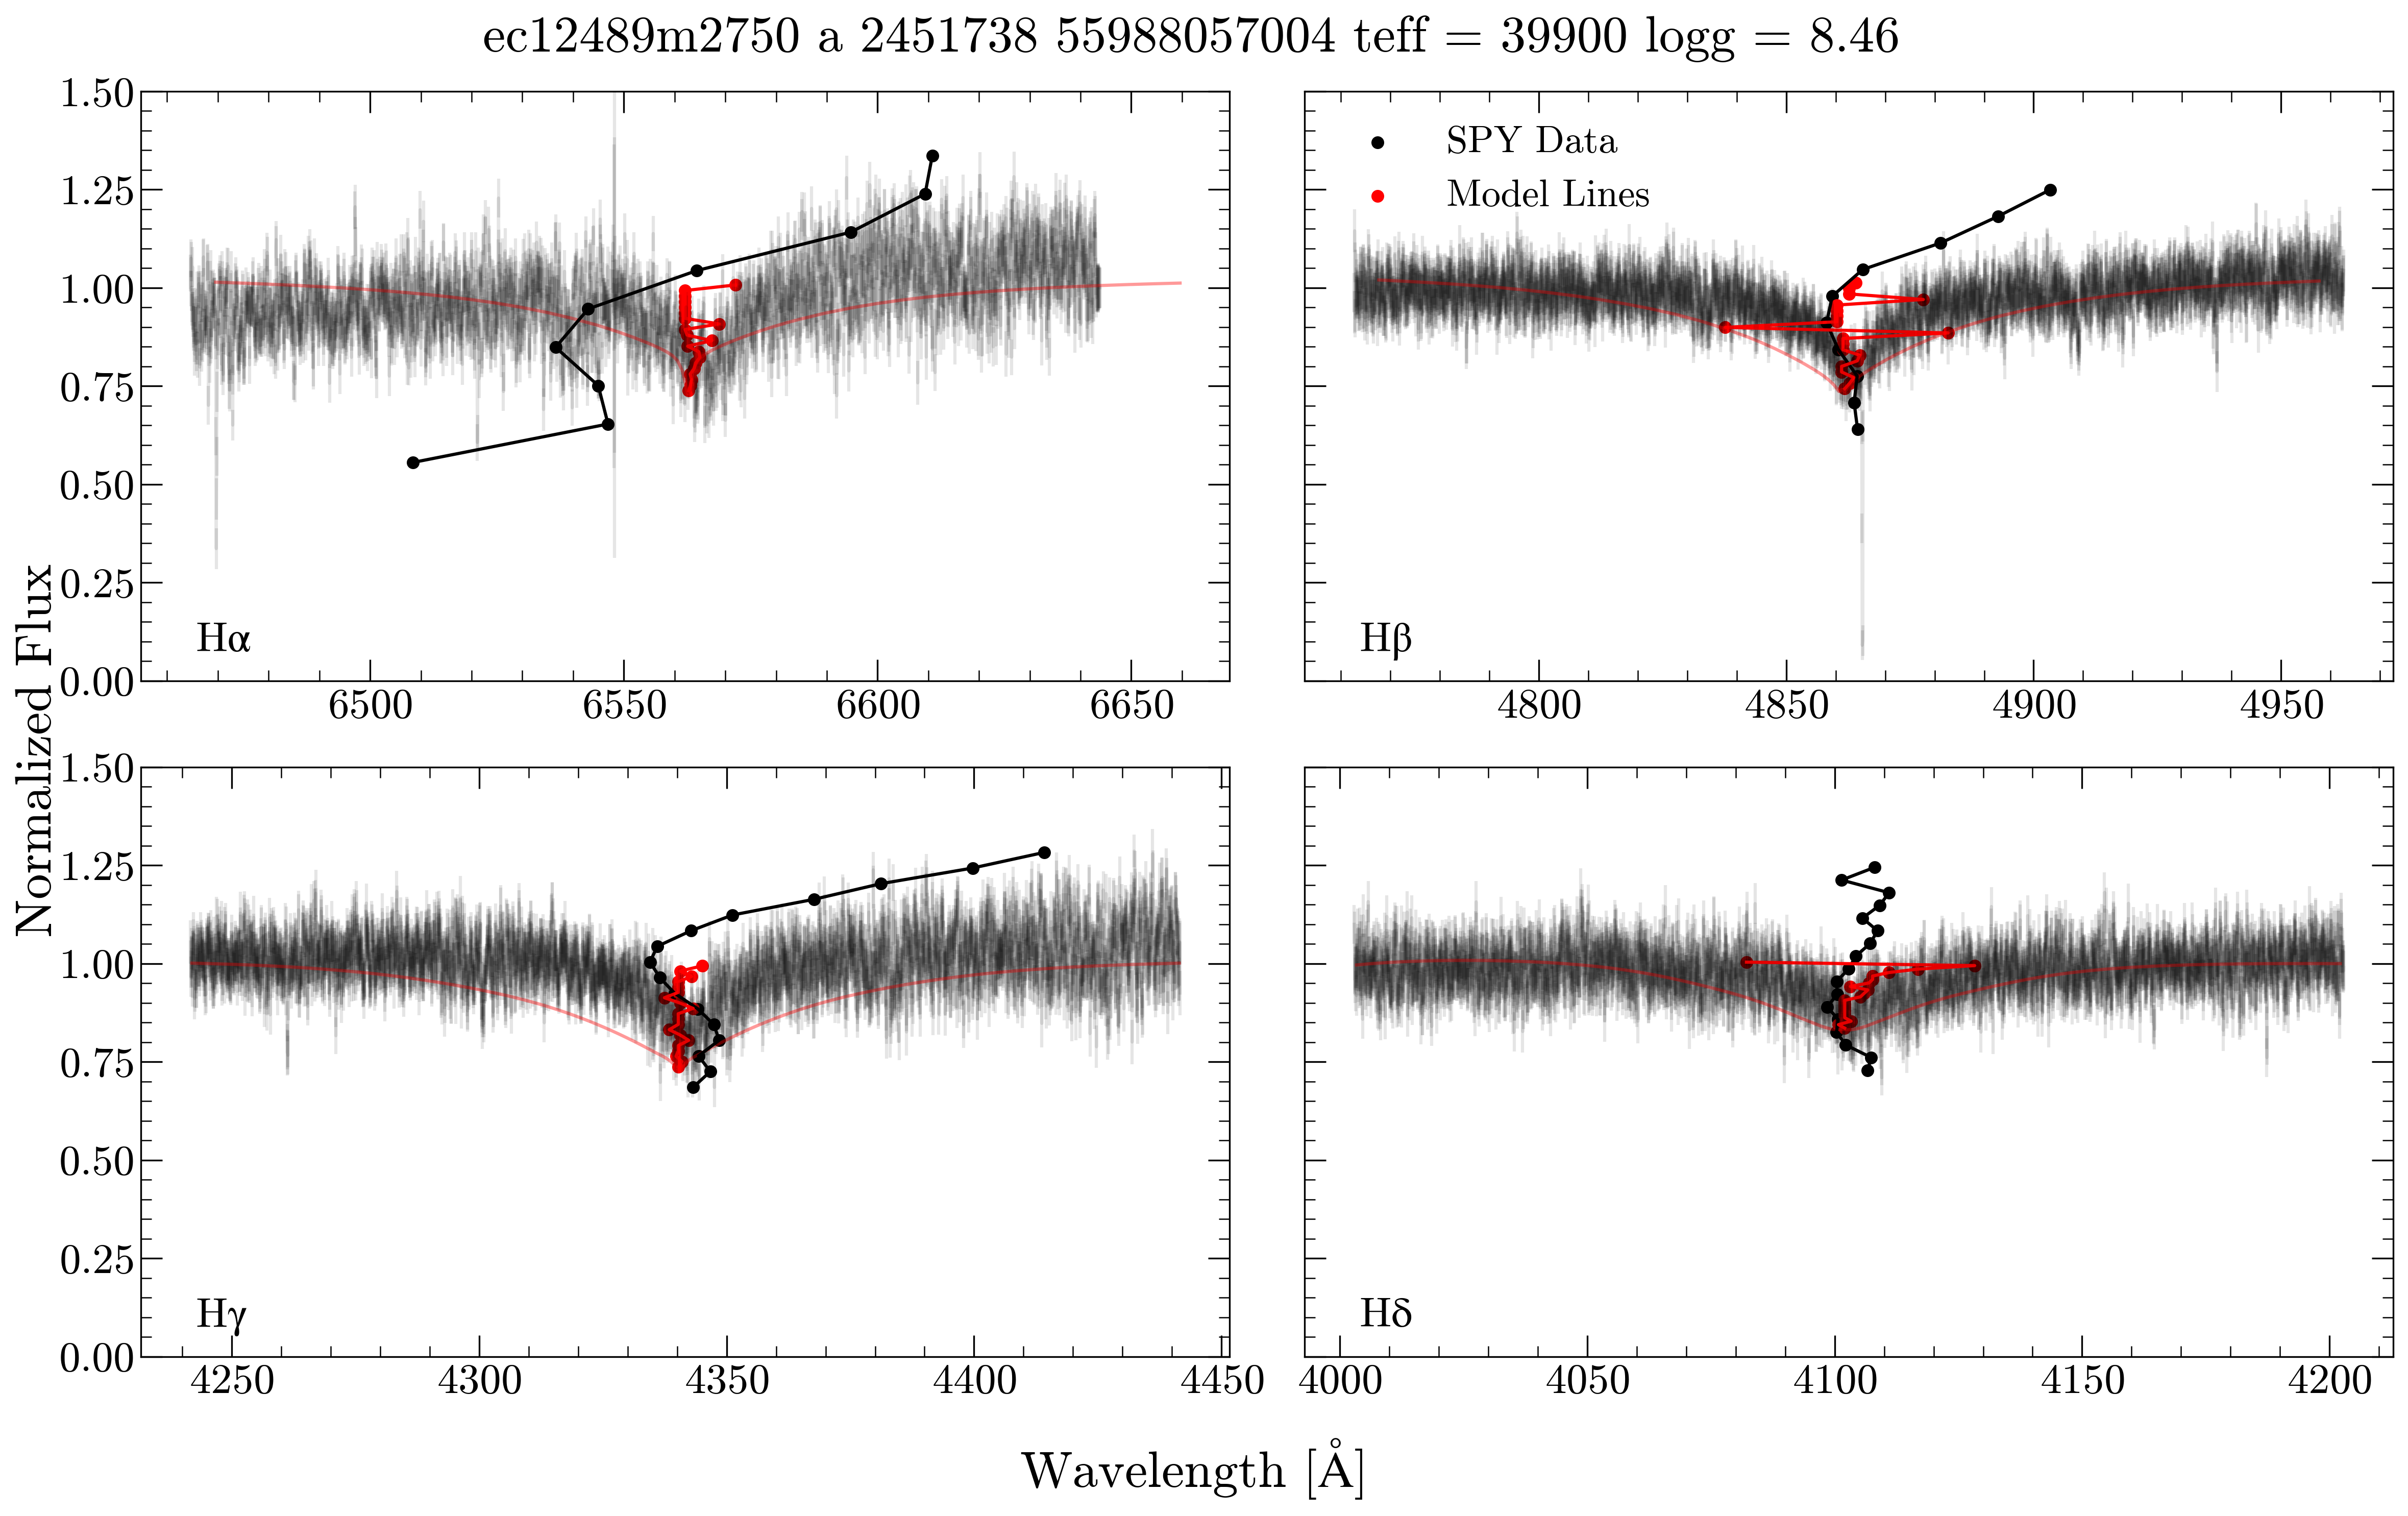 ec12489m2750 a 2451738 55988057004 teff = 39900 logg = 8.46
Normalized Flux
1.50
1.25
1.00
0.75
0.50
0.25
0.00
Hα
6500 6550 6600 6650
SPY Data
Model Lines
Hβ
4800 4850 4900 4950
1.50
1.25
1.00
0.75
0.50
0.25
0.00
Hγ
4250 4300 4350 4400 4450
Hδ
4000 4050 4100 4150 4200
Wavelength [Å]